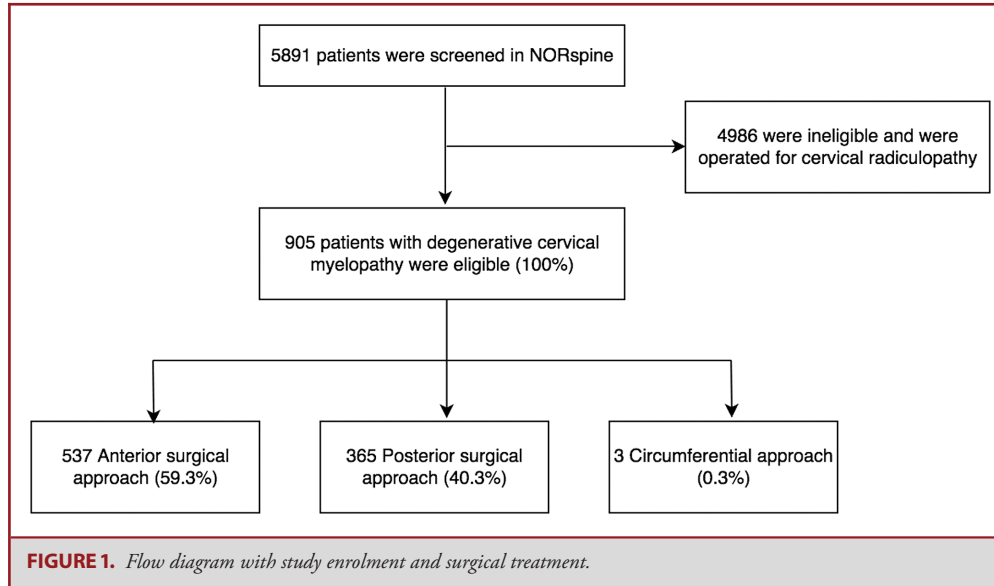 5891 patients were screened in NORspine
4986 were ineligible and were
operated for cervical radiculopathy
905 patients with degenerative cervical
myelopathy were eligible (100%)
537 Anterior surgical
approach (59.3%)
365 Posterior surgical
approach (40.3%)
3 Circumferential approach
(0.3%)
FIGURE 1. Flow diagram with study enrolment and surgical treatment.